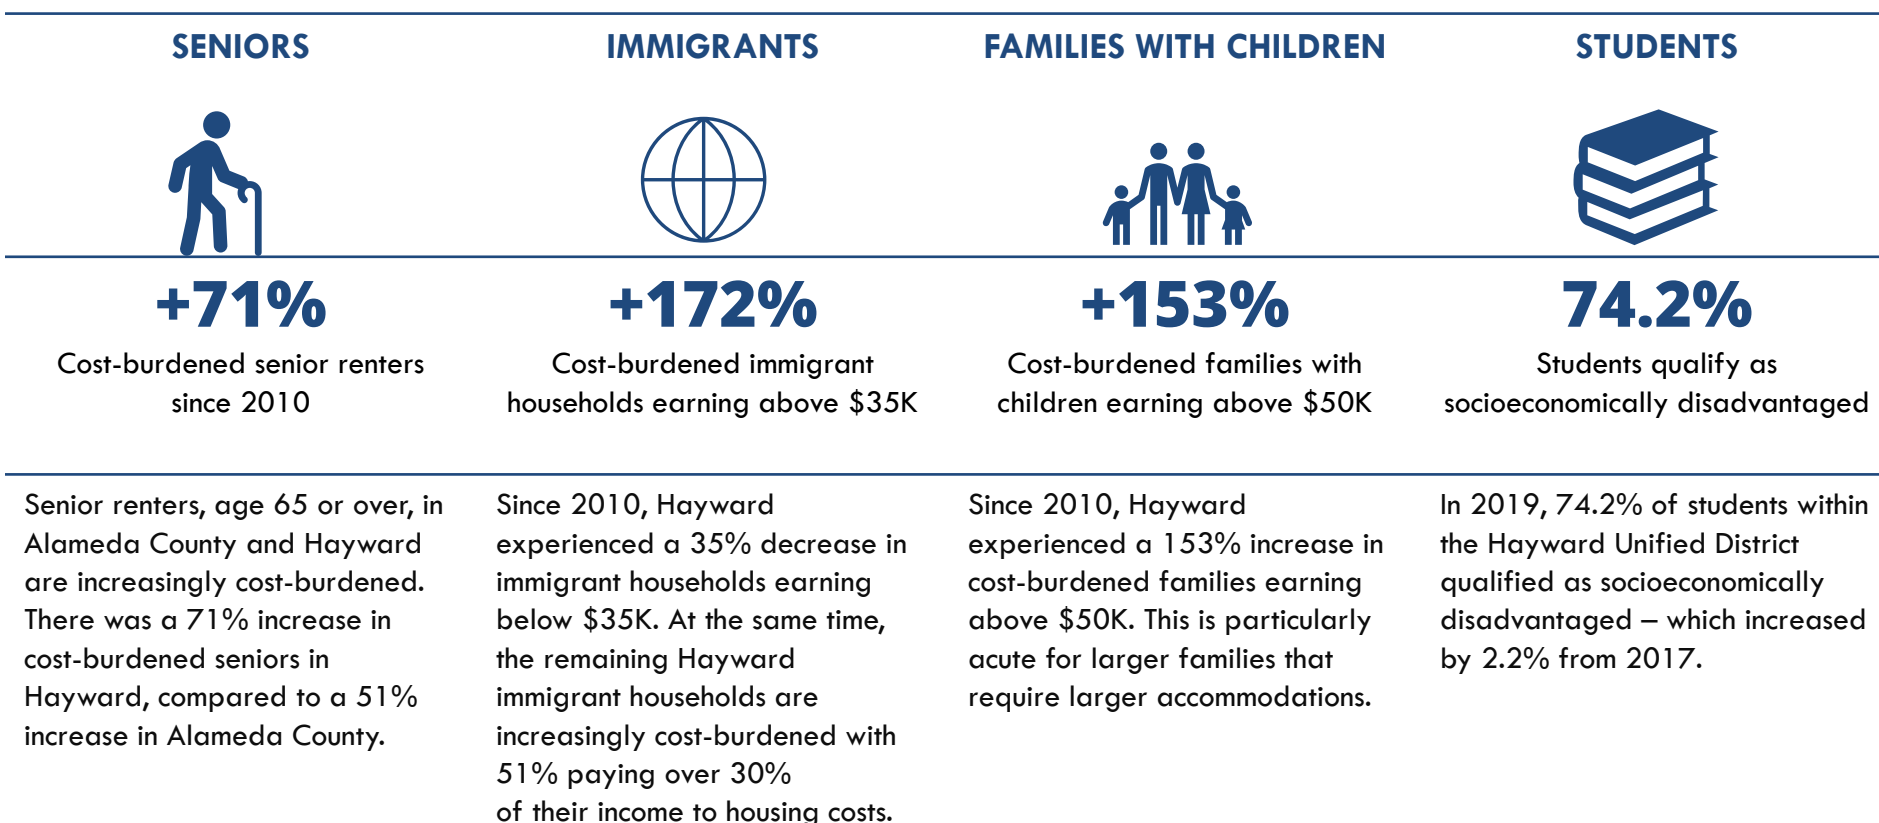 SENIORS
IMMIGRANTS
FAMILIES WITH CHILDREN
STUDENTS
+71%
+172%
+153%
74.2%
Cost-burdened senior renters
since 2010
Cost-burdened immigrant
households earning above $35K
Cost-burdened families with
children earning above $50K
Students qualify as
socioeconomically disadvantaged
Senior renters, age 65 or over, in
Alameda County and Hayward
are increasingly cost-burdened.
There was a 71% increase in
cost-burdened seniors in
Hayward, compared to a 51%
increase in Alameda County.
Since 2010, Hayward
experienced a 35% decrease in
immigrant households earning
below $35K. At the same time,
the remaining Hayward
immigrant households are
increasingly cost-burdened with
51% paying over 30%
of their income to housing costs.
Since 2010, Hayward
experienced a 153% increase in
cost-burdened families earning
above $50K. This is particularly
acute for larger families that
require larger accommodations.
In 2019, 74.2% of students within
the Hayward Unified District
qualified as socioeconomically
disadvantaged – which increased
by 2.2% from 2017.